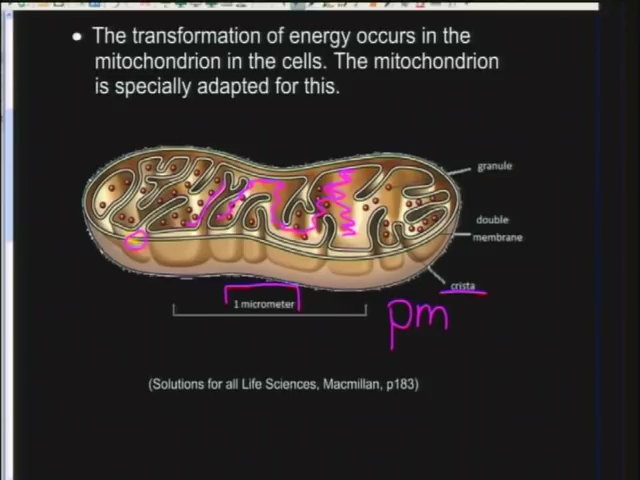 • The transformation of energy occurs in the
mitochondrion in the cells. The mitochondrion
is specially adapted for this.
granule
double
membrane
crista
1 micrometer
pm
(Solutions for all Life Sciences, Macmillan, p183)